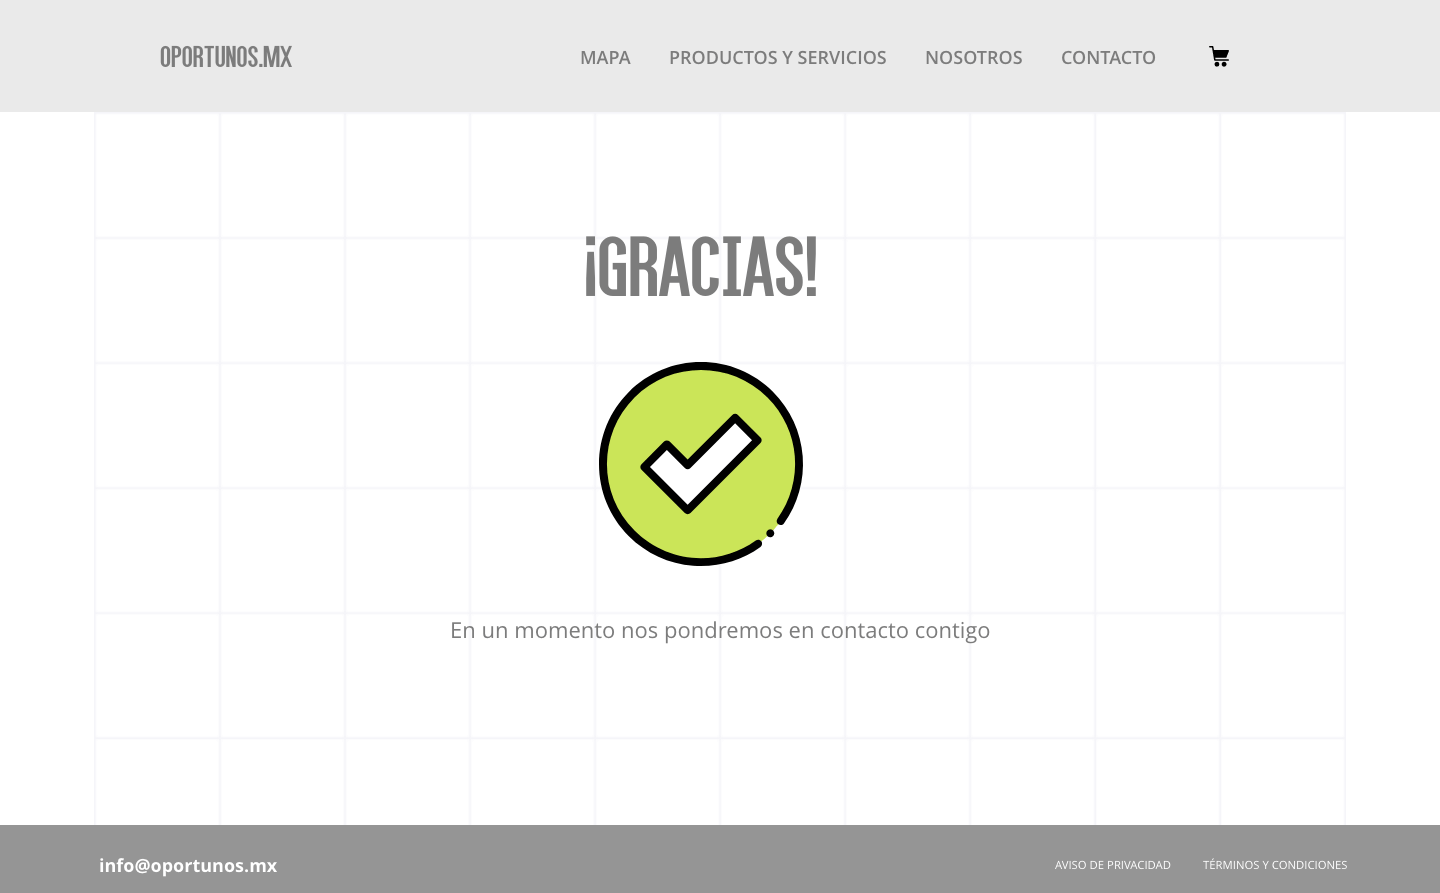 OPORTUNOS.MX
MAPA PRODUCTOS Y SERVICIOS NOSOTROS CONTACTO
¡GRACIAS!
En un momento nos pondremos en contacto contigo
info@oportunos.mx
AVISO DE PRIVACIDAD TÉRMINOS Y CONDICIONES